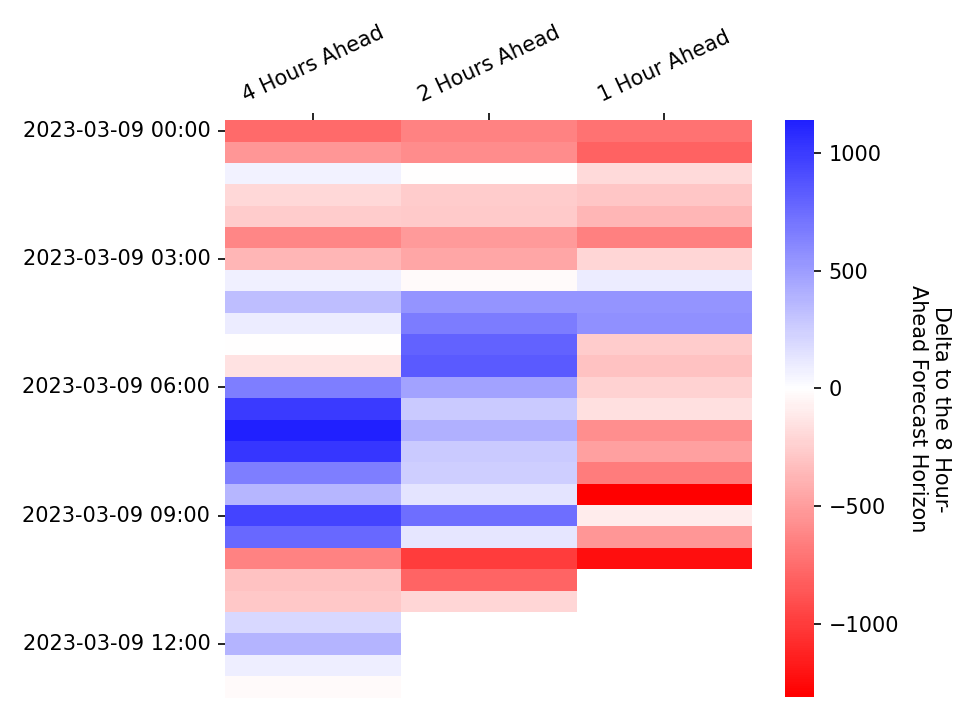 4 Hours Ahead
2 Hours Ahead
1 Hour Ahead
2023-03-09 00:00
2023-03-09 03:00
2023-03-09 06:00
2023-03-09 09:00
2023-03-09 12:00
1000
500
0
−500
−1000
Delta to the 8 Hour-
Ahead Forecast Horizon